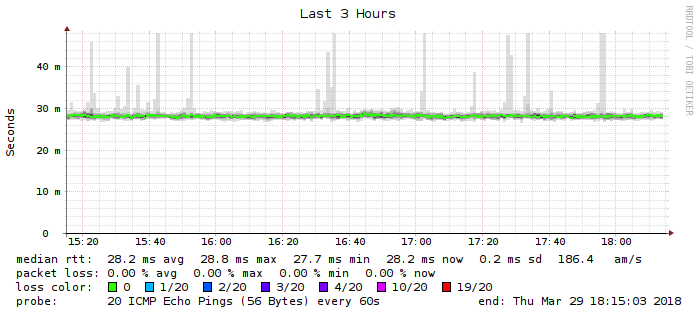 Last 3 Hours
RRDTOOL / TOBI OETIKER
Seconds
40 m
30 m
20 m
10 m
0
15:20 15:40 16:00 16:20 16:40 17:00 17:20 17:40 18:00
median rtt: 28.2 ms avg 28.8 ms max 27.7 ms min 28.2 ms now 0.2 ms sd 186.4 am/s
packet loss: 0.00 % avg 0.00 % max 0.00 % min 0.00 % now
loss color: 0 1/20 2/20 3/20 4/20 10/20 19/20
probe: 20 ICMP Echo Pings (56 Bytes) every 60s end: Thu Mar 29 18:15:03 2018